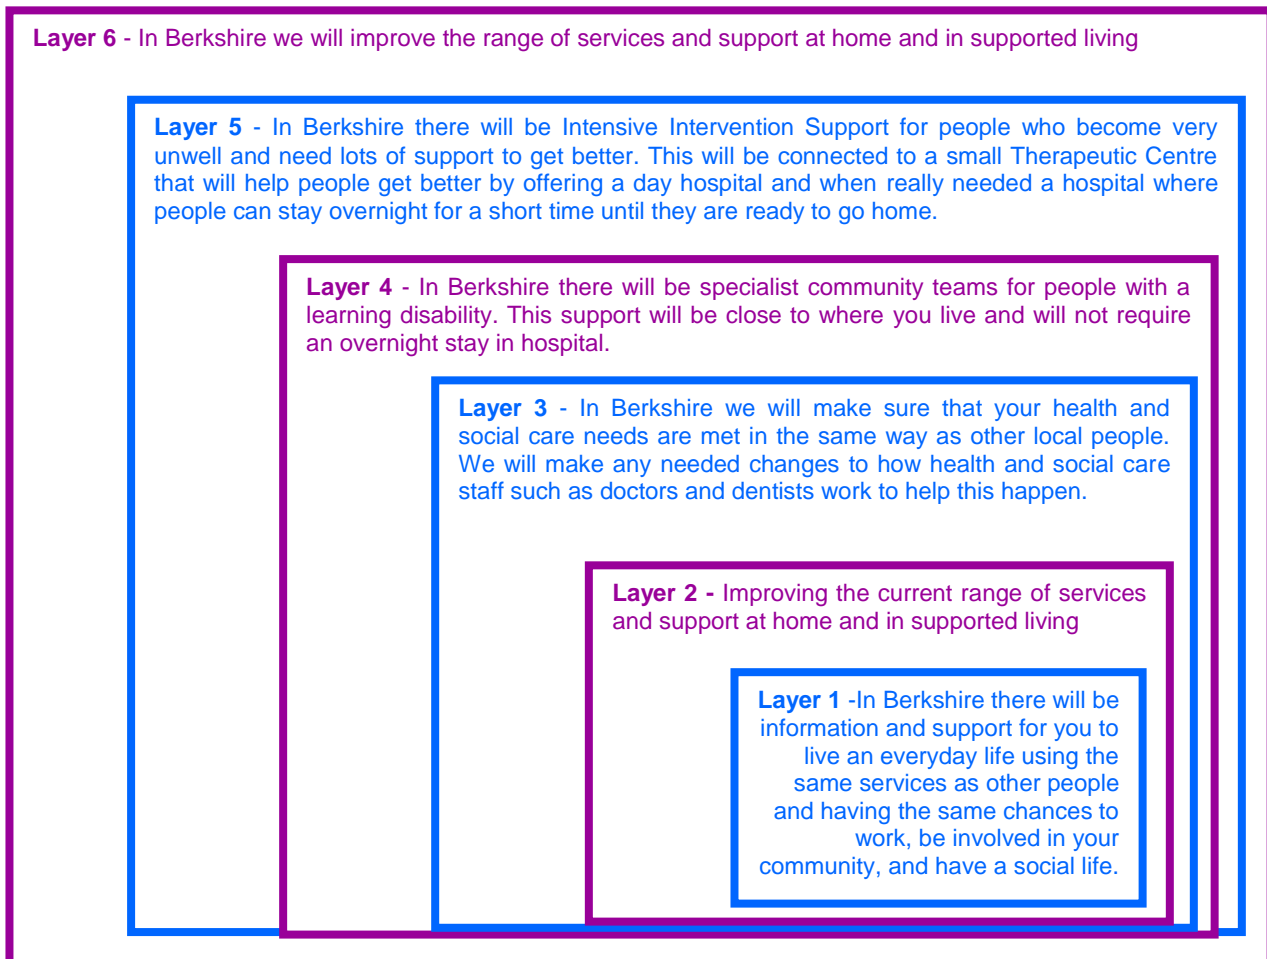 Layer 6 - In Berkshire we will improve the range of services and support at home and in supported living
Layer 5 - In Berkshire there will be Intensive Intervention Support for people who become very
unwell and need lots of support to get better. This will be connected to a small Therapeutic Centre
that will help people get better by offering a day hospital and when really needed a hospital where
people can stay overnight for a short time until they are ready to go home.
Layer 4 - In Berkshire there will be specialist community teams for people with a
learning disability. This support will be close to where you live and will not require
an overnight stay in hospital.
Layer 3 - In Berkshire we will make sure that your health and
social care needs are met in the same way as other local people.
We will make any needed changes to how health and social care
staff such as doctors and dentists work to help this happen.
Layer 2 - Improving the current range of services
and support at home and in supported living
Layer 1 -In Berkshire there will be
information and support for you to
live an everyday life using the
same services as other people
and having the same chances to
work, be involved in your
community, and have a social life.